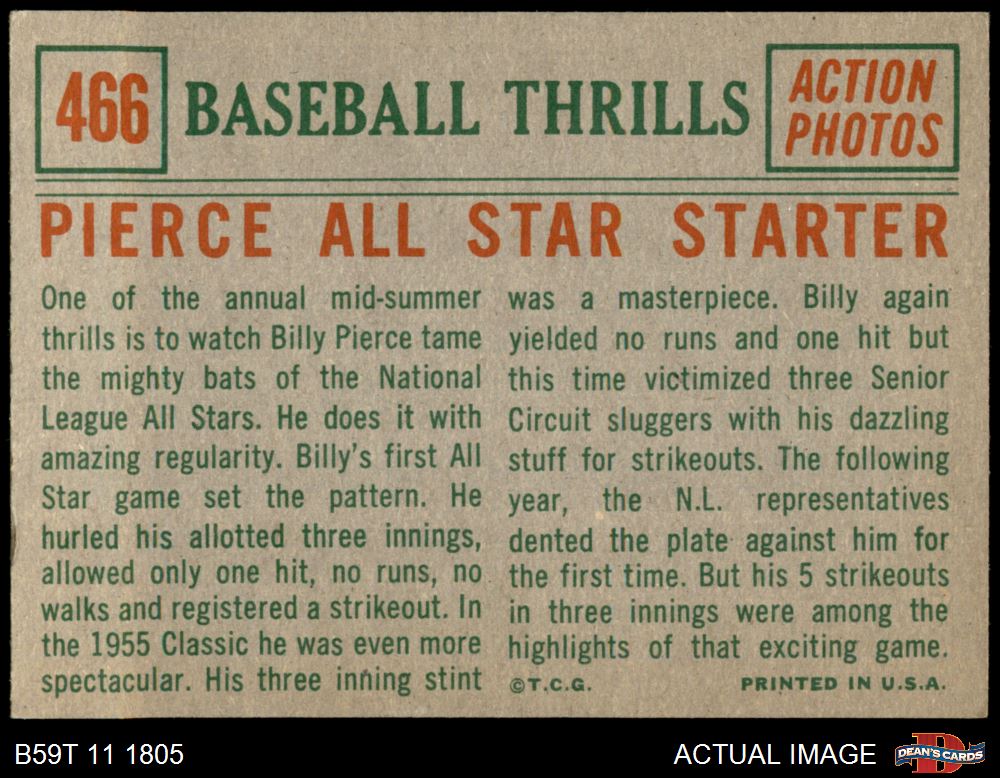 466
BASEBALL THRILLS
ACTION
PHOTOS
PIERCE ALL STAR STARTER
One of the annual mid-summer
thrills is to watch Billy Pierce tame
the mighty bats of the National
League All Stars. He does it with
amazing regularity. Billy's first All
Star game set the pattern. He
hurled his allotted three innings,
allowed only one hit, no runs, no
walks and registered a strikeout. In
the 1955 Classic he was even more
spectacular. His three inning stint
was a masterpiece. Billy again
yielded no runs and one hit but
this time victimized three Senior
Circuit sluggers with his dazzling
stuff for strikeouts. The following
year, the N.L. representatives
dented the plate against him for
the first time. But his 5 strikeouts
in three innings were among the
highlights of that exciting game.
©T.C.G.
PRINTED IN U.S.A.
B59T 11 1805
ACTUAL IMAGE
DEAN'S CARDS